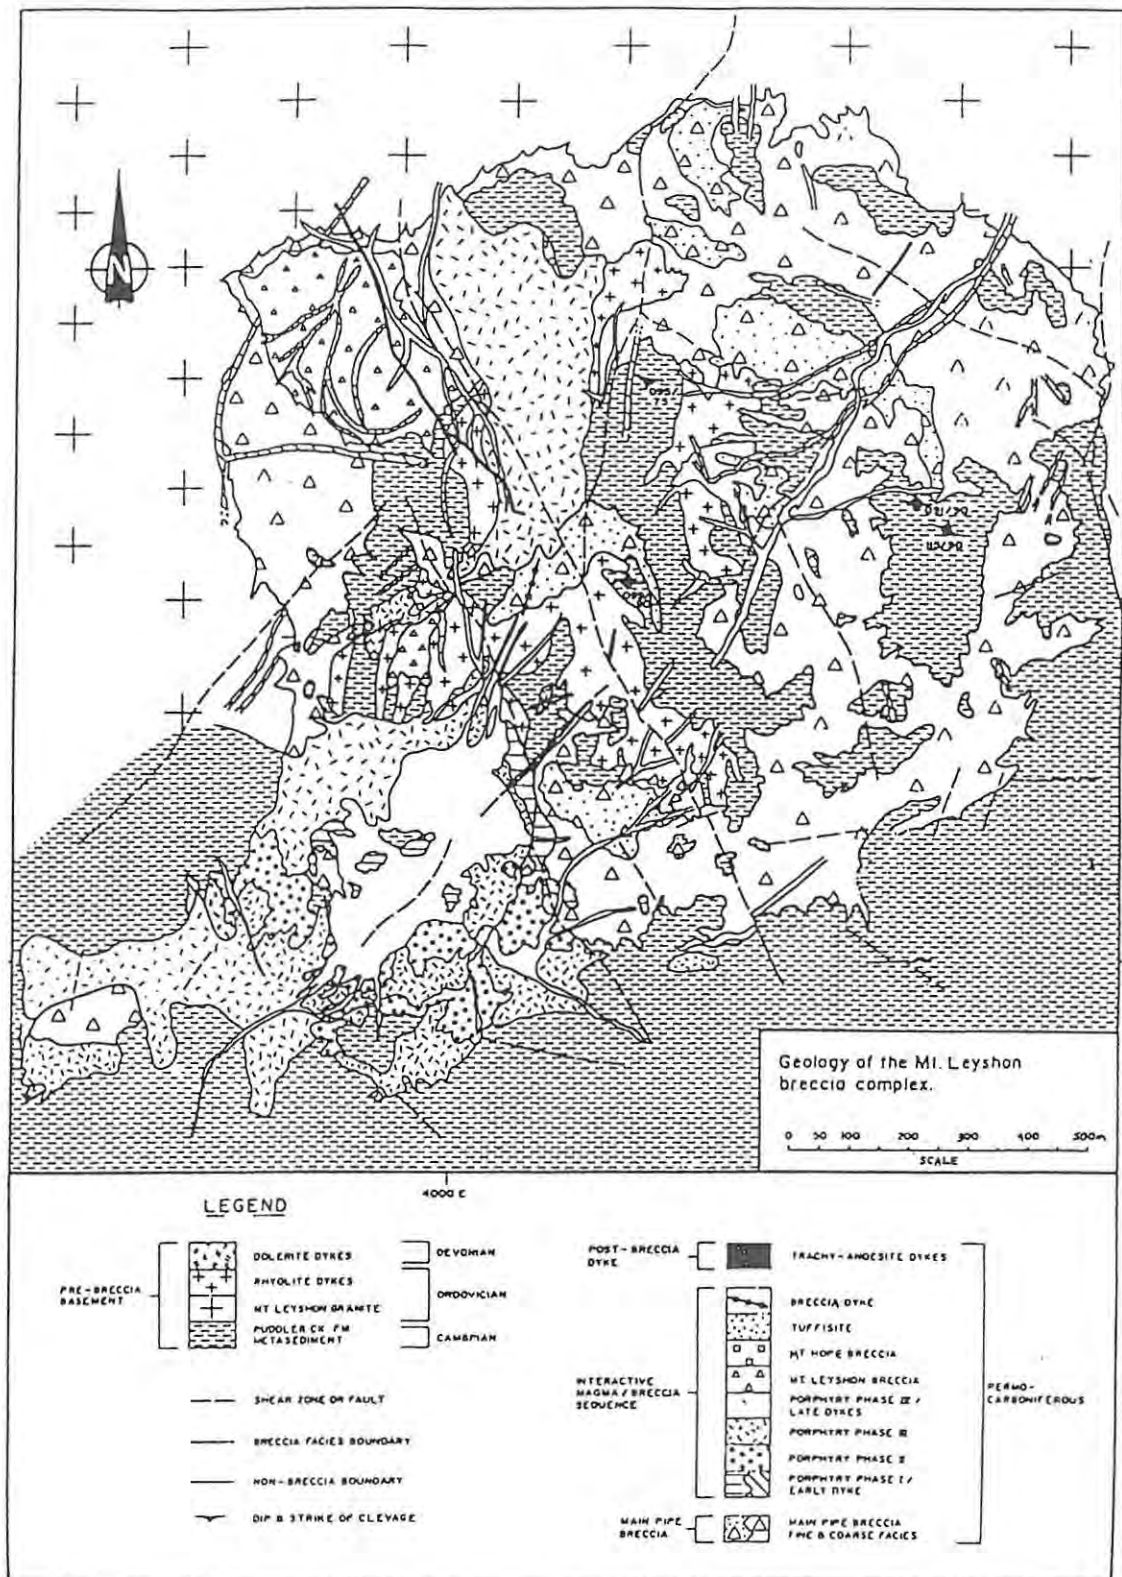 N
Geology of the Mt. Leyshon
breccia complex.
0 50 100 200 300 400 500m
SCALE
4000 E
LEGEND
PRE-BRECCIA
BASEMENT
DOLERITE DYKES
RHYOLITE DYKES
MT LEYSHON GRANITE
PUDDLER CK FM
METASEDIMENT
DEVONIAN
ORDOVICIAN
CAMBRIAN
SHEAR ZONE OR FAULT
BRECCIA FACIES BOUNDARY
NON-BRECCIA BOUNDARY
DIP & STRIKE OF CLEVAGE
POST-BRECCIA
DYKE
TRACHY-ANDESITE DYKES
INTERACTIVE
MAGMA/BRECCIA
SEQUENCE
BRECCIA DYKE
TUFFISITE
MT HOPE BRECCIA
MT LEYSHON BRECCIA
PORPHYRY PHASE IV /
LATE DYKES
PORPHYRY PHASE III
PORPHYRY PHASE II
PORPHYRY PHASE I /
EARLY DYKE
MAIN PIPE
BRECCIA
MAIN PIPE BRECCIA
FINE & COARSE FACIES
PERMO-
CARBONIFEROUS